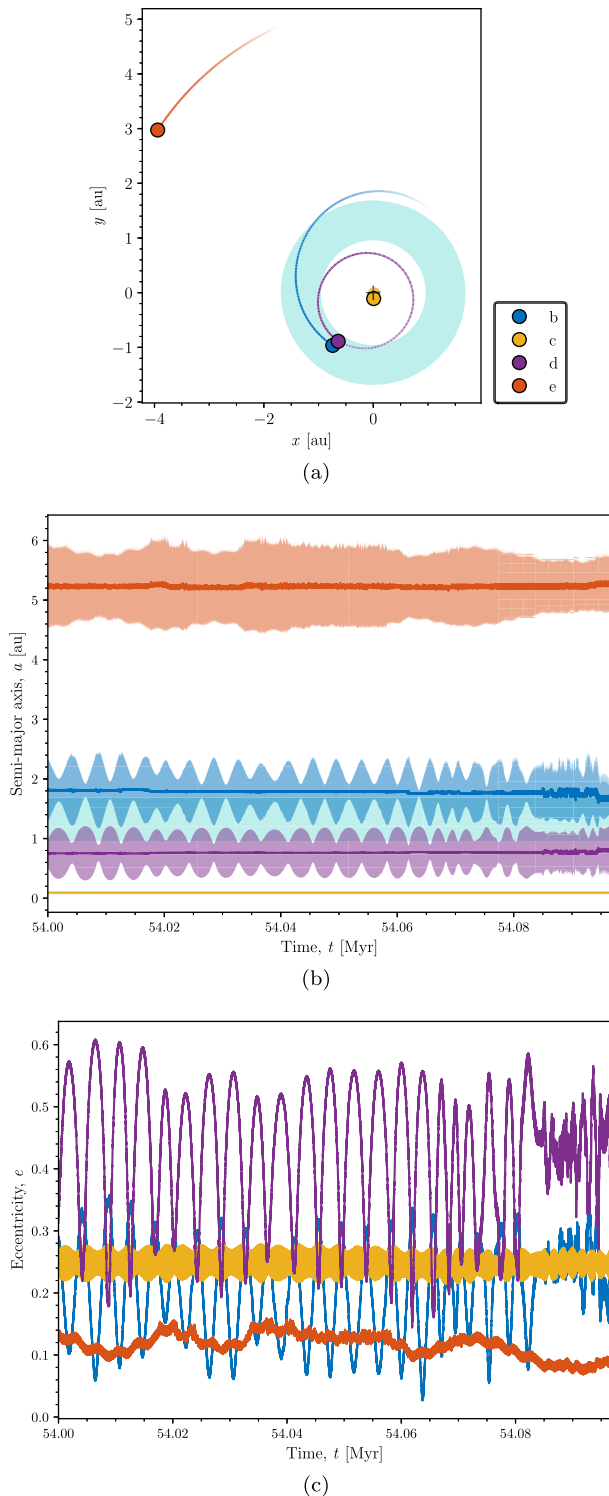 5
4
3
2
1
0
−1
−2
y [au]
−4
−2
0
x [au]
b
c
d
e
(a)
6
5
4
3
2
1
0
Semi-major axis, a [au]
54.00
54.02
54.04
54.06
54.08
Time, t [Myr]
(b)
0.6
0.5
0.4
0.3
0.2
0.1
0.0
Eccentricity, e
54.00
54.02
54.04
54.06
54.08
Time, t [Myr]
(c)